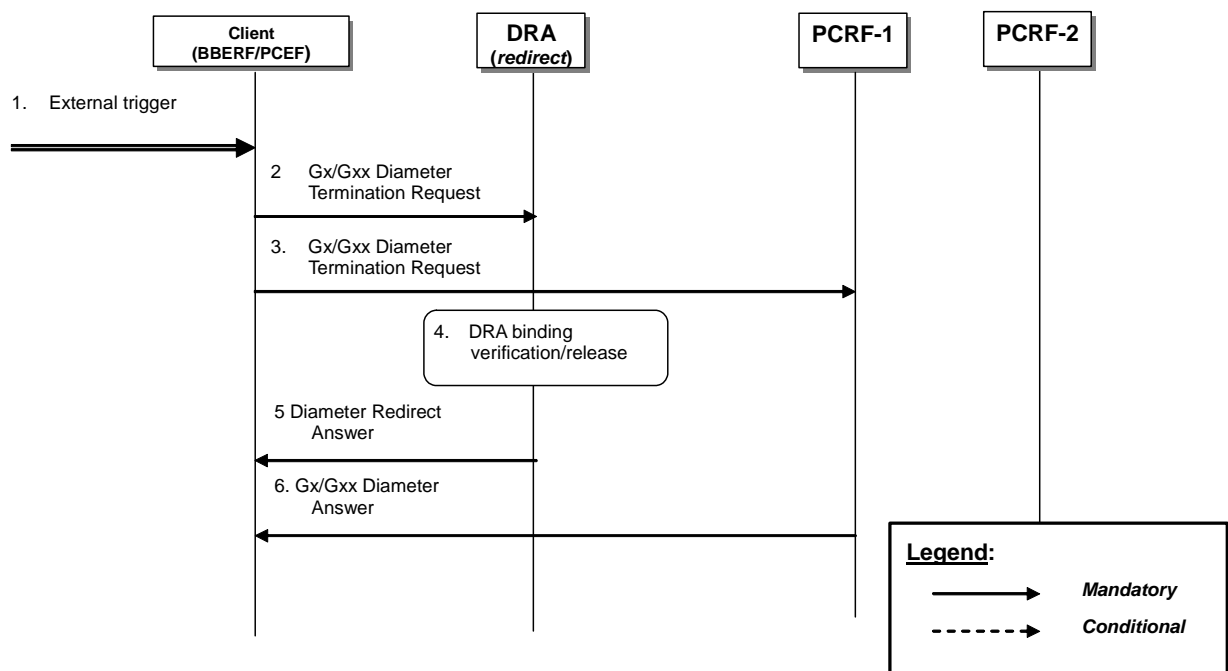 Client
(BBERF/PCEF)
DRA
(redirect)
PCRF-1
PCRF-2
1. External trigger
2 Gx/Gxx Diameter
Termination Request
3. Gx/Gxx Diameter
Termination Request
4. DRA binding
verification/release
5 Diameter Redirect
Answer
6. Gx/Gxx Diameter
Answer
Legend:
Mandatory
Conditional